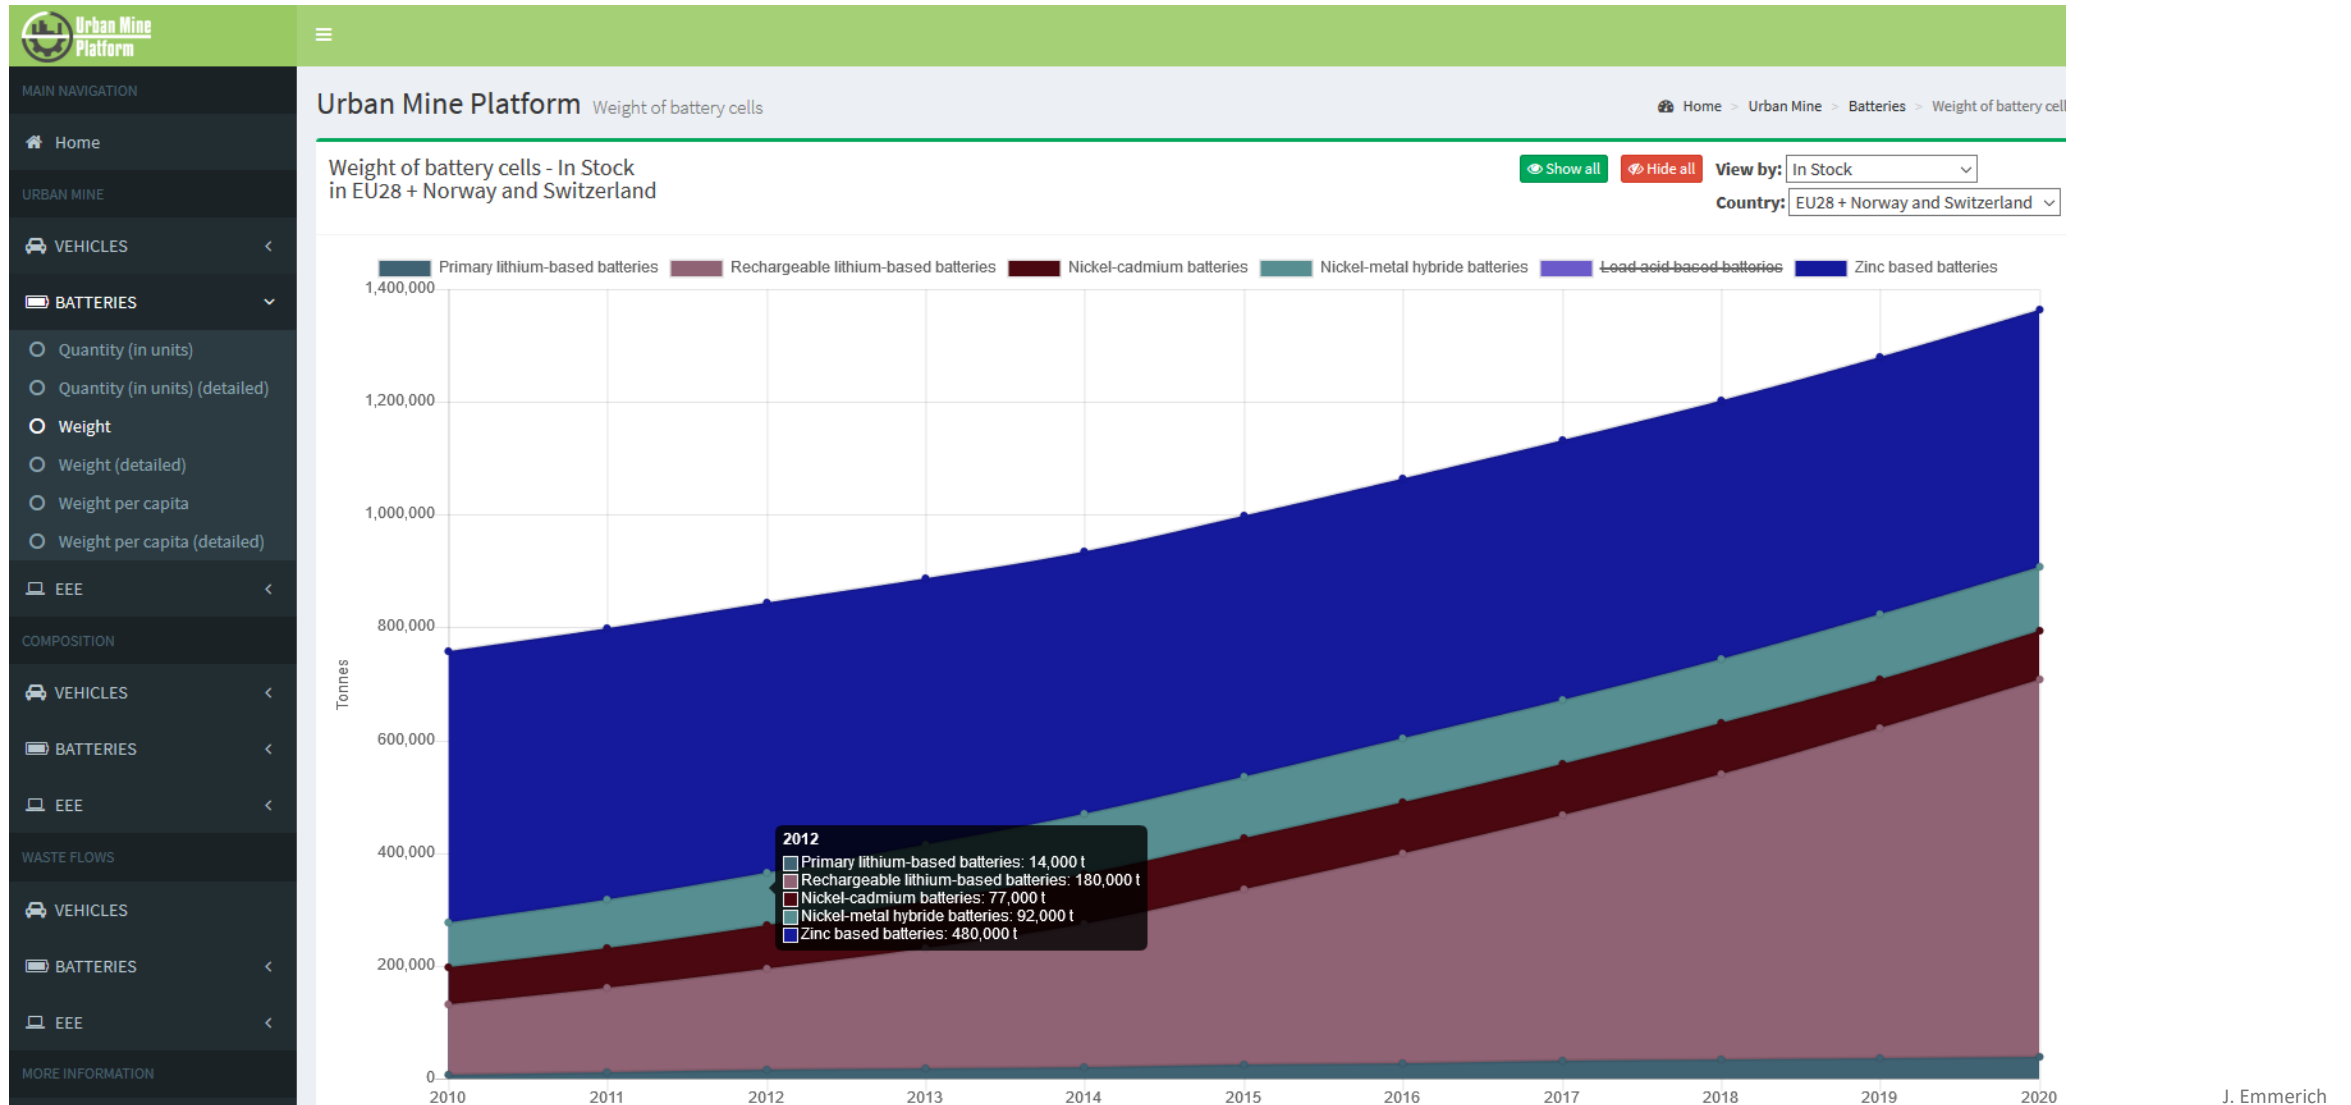 Urban Mine
Platform
MAIN NAVIGATION
Home
URBAN MINE
VEHICLES
BATTERIES
Quantity (in units)
Quantity (in units) (detailed)
Weight
Weight (detailed)
Weight per capita
Weight per capita (detailed)
EEE
COMPOSITION
VEHICLES
BATTERIES
EEE
WASTE FLOWS
VEHICLES
BATTERIES
EEE
MORE INFORMATION
Urban Mine Platform Weight of battery cells
Home > Urban Mine > Batteries > Weight of battery cell
Weight of battery cells - In Stock
in EU28 + Norway and Switzerland
Show all Hide all View by: In Stock
Country: EU28 + Norway and Switzerland
Primary lithium-based batteries Rechargeable lithium-based batteries Nickel-cadmium batteries Nickel-metal hybride batteries Lead acid based batteries Zinc based batteries
1,400,000
1,200,000
1,000,000
800,000
600,000
400,000
200,000
0
Tonnes
2012
Primary lithium-based batteries: 14,000 t
Rechargeable lithium-based batteries: 180,000 t
Nickel-cadmium batteries: 77,000 t
Nickel-metal hybride batteries: 92,000 t
Zinc based batteries: 480,000 t
2010 2011 2012 2013 2014 2015 2016 2017 2018 2019 2020
J. Emmerich